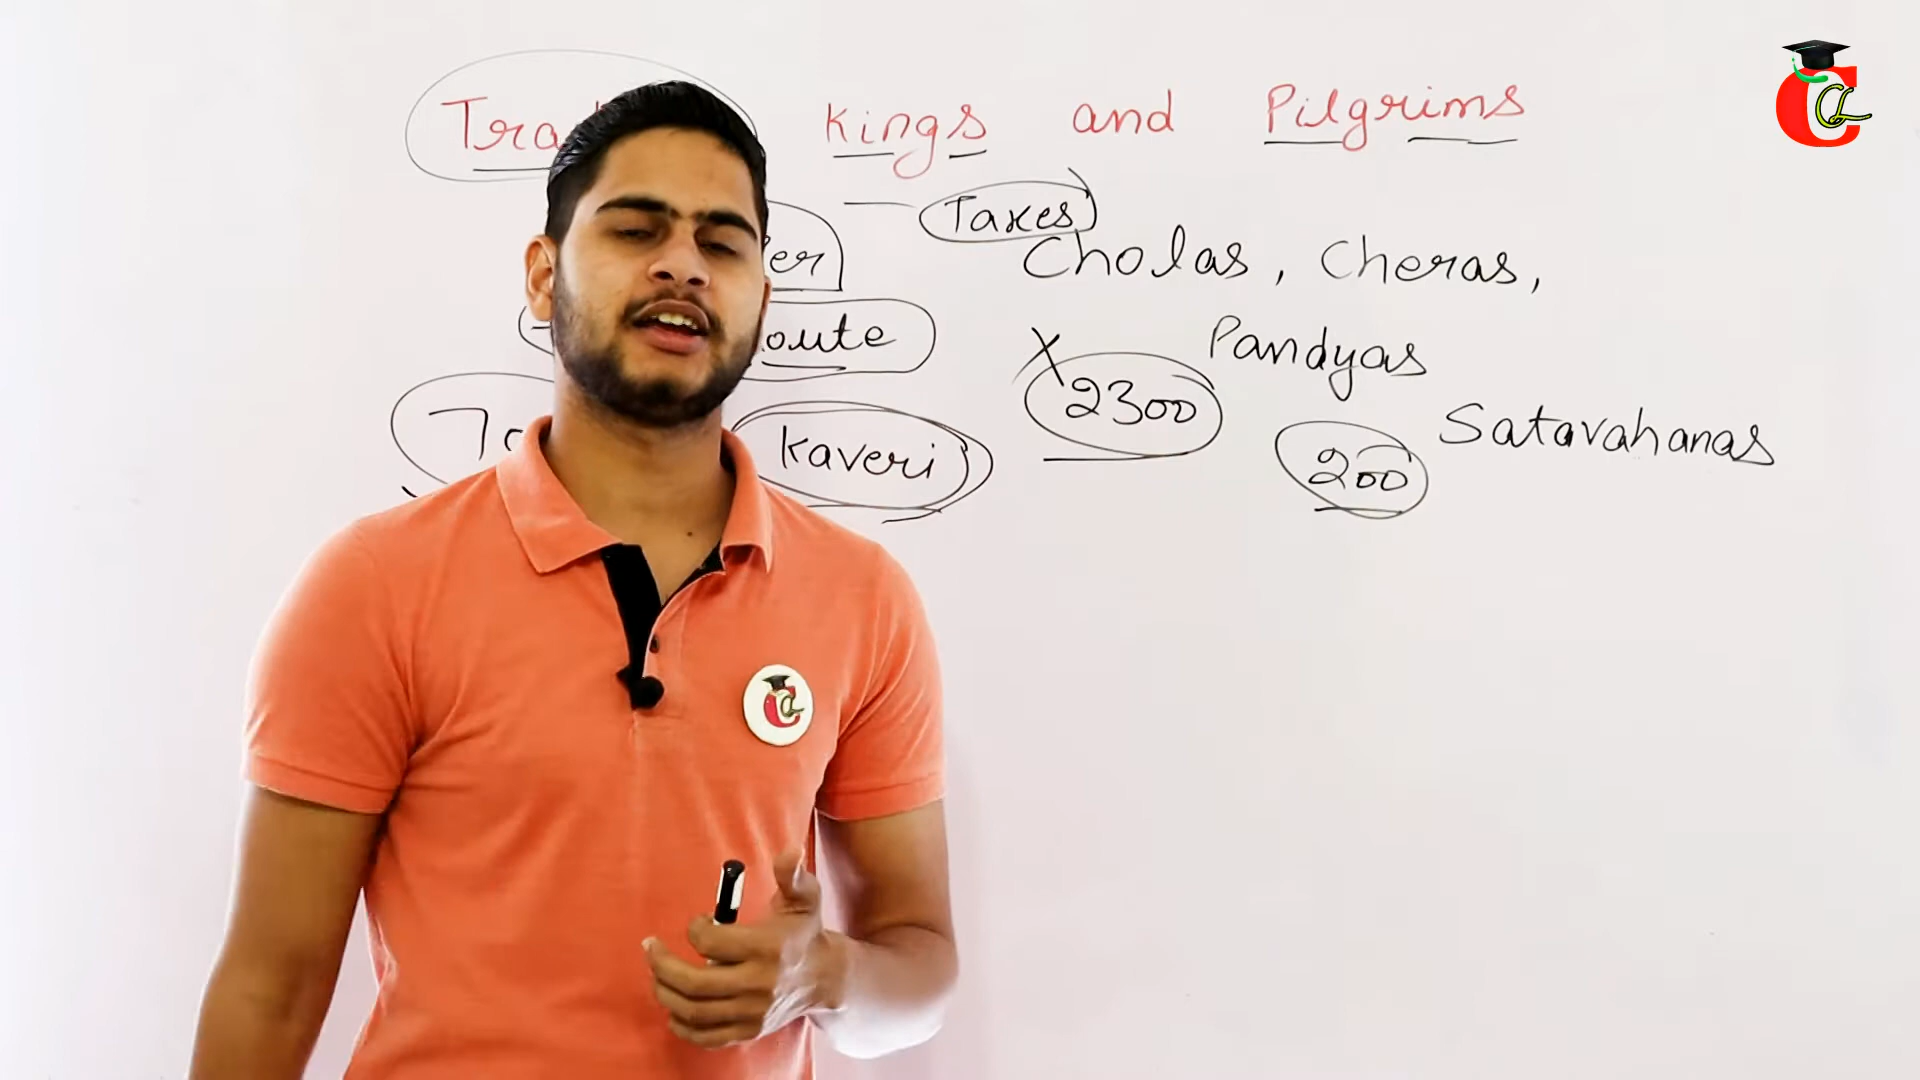 Kings and Pilgrims
Taxes
Cholas, Cheras,
Pandyas
2300
Satavahanas
200
Kaveri